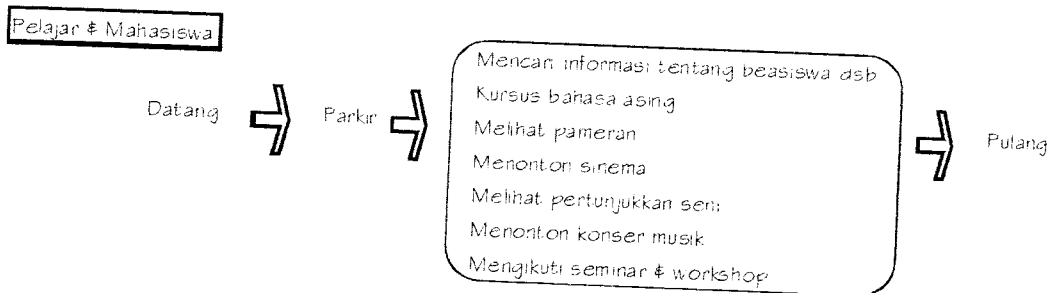 Pelajar & Mahasiswa
Datang
Parkir
Mencari informasi tentang beasiswa dsb
Kursus bahasa asing
Melihat pameran
Menonton sinema
Melihat pertunjukkan seni
Menonton konser musik
Mengikuti seminar & workshop
Pulang